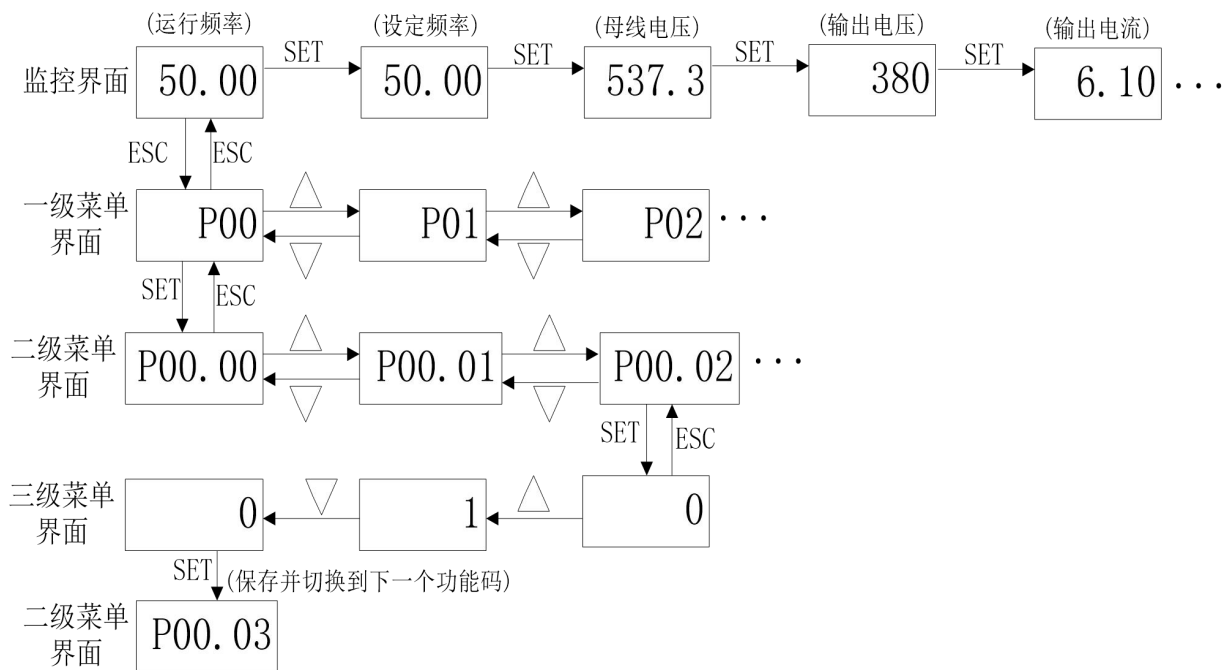 (运行频率) (设定频率) (母线电压) (输出电压) (输出电流)
监控界面 50.00 SET 50.00 SET 537.3 SET 380 SET 6.10 ···
ESC ESC
一级菜单界面 P00 P01 P02 ···
SET ESC
二级菜单界面 P00.00 P00.01 P00.02 ···
SET ESC
三级菜单界面 0 1 0
SET (保存并切换到下一个功能码)
二级菜单界面 P00.03